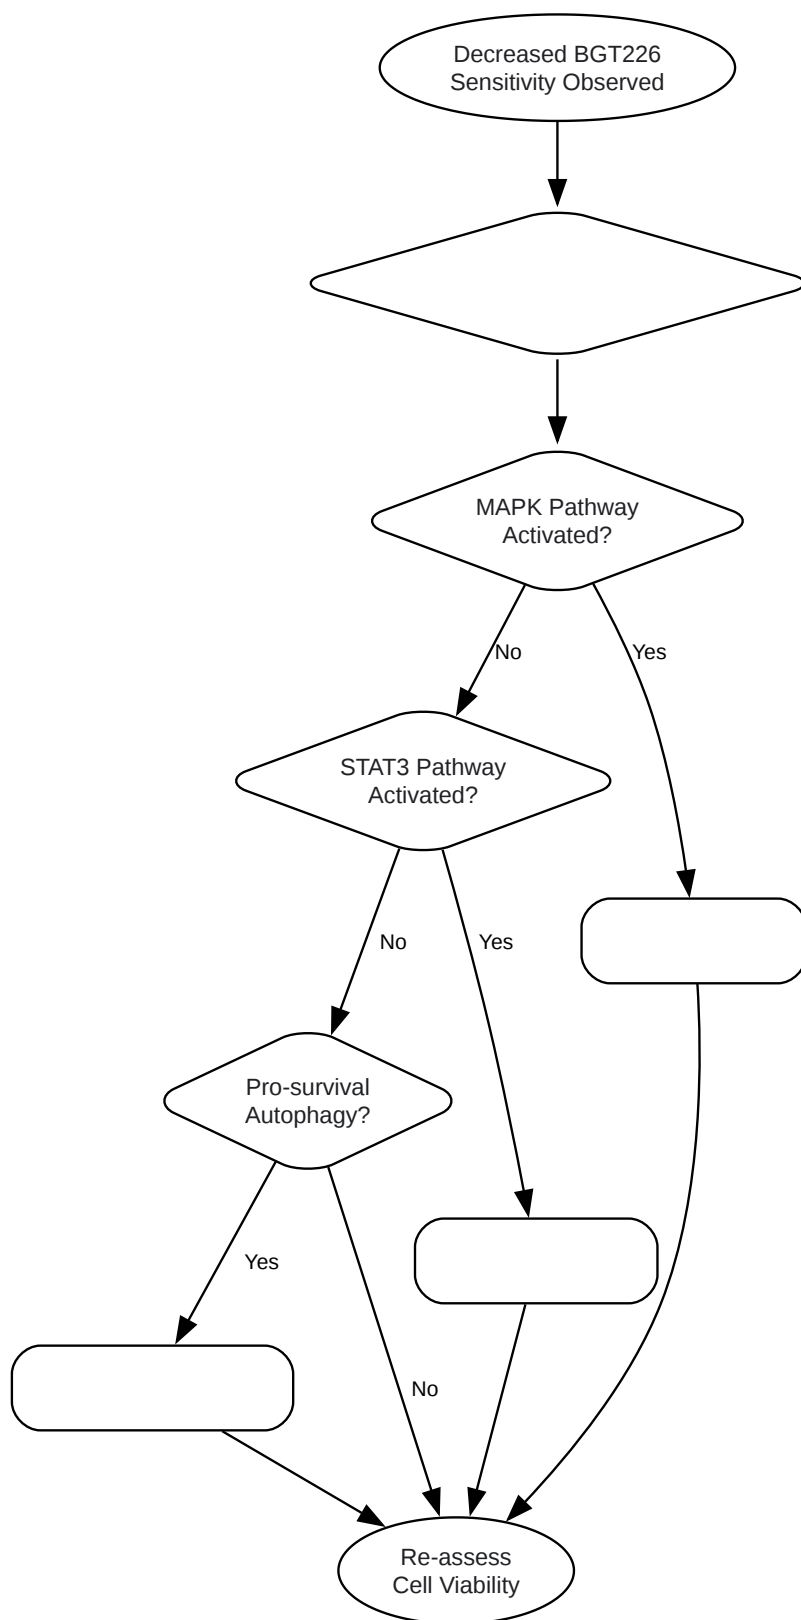 Decreased BGT226
Sensitivity Observed
MAPK Pathway
Activated?
No
Yes
STAT3 Pathway
Activated?
No
Yes
Pro-survival
Autophagy?
Yes
No
Re-assess
Cell Viability